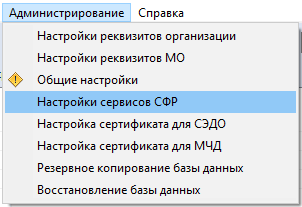 Администрирование Справка
Настройки реквизитов организации
Настройки реквизитов МО
Общие настройки
Настройки сервисов СФР
Настройка сертификата для СЭДО
Настройка сертификата для МЧД
Резервное копирование базы данных
Восстановление базы данных